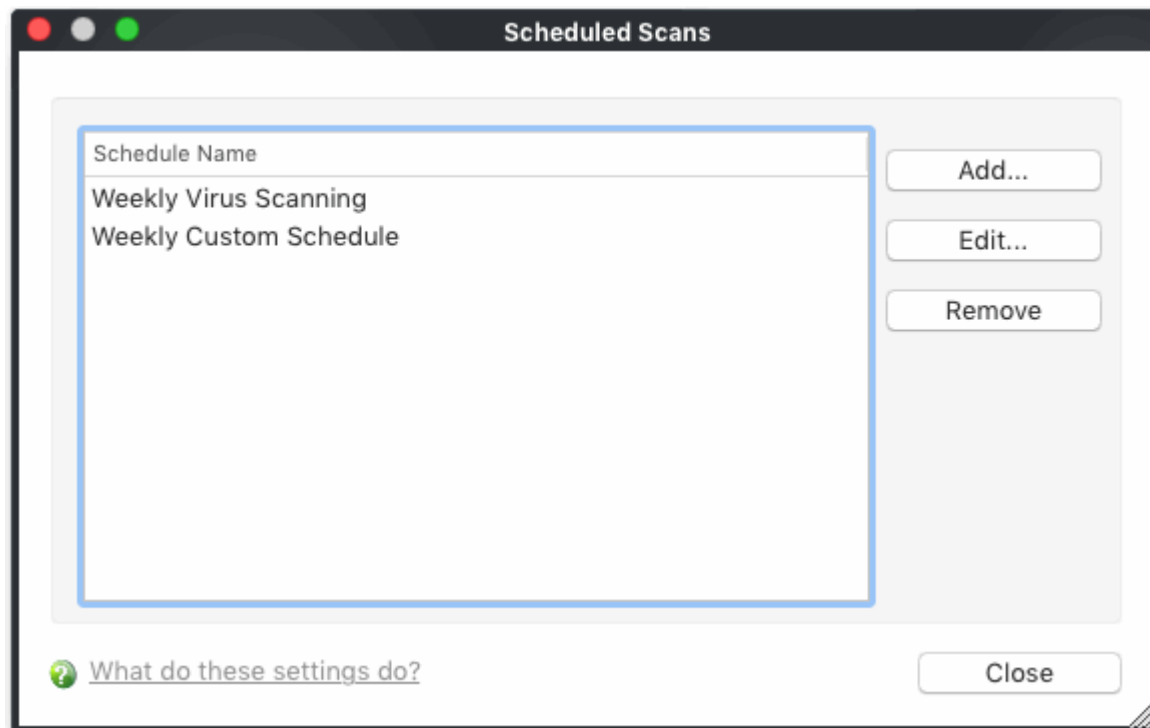 Scheduled Scans
Schedule Name
Weekly Virus Scanning
Weekly Custom Schedule
Add...
Edit...
Remove
What do these settings do?
Close